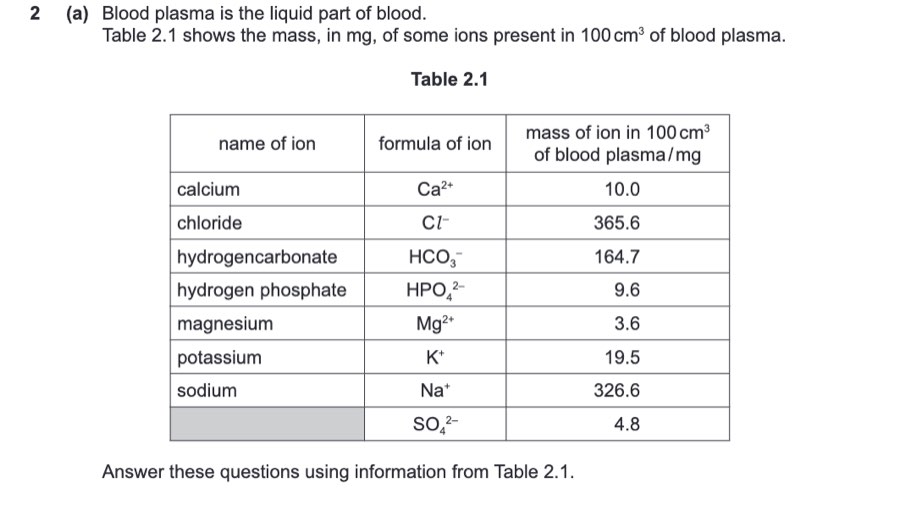 2 (a) Blood plasma is the liquid part of blood.
Table 2.1 shows the mass, in mg, of some ions present in 100 cm³ of blood plasma.
Table 2.1
name of ion formula of ion mass of ion in 100 cm³ of blood plasma/mg
calcium Ca²⁺ 10.0
chloride Cl⁻ 365.6
hydrogencarbonate HCO₃⁻ 164.7
hydrogen phosphate HPO₄²⁻ 9.6
magnesium Mg²⁺ 3.6
potassium K⁺ 19.5
sodium Na⁺ 326.6
SO₄²⁻ 4.8
Answer these questions using information from Table 2.1.